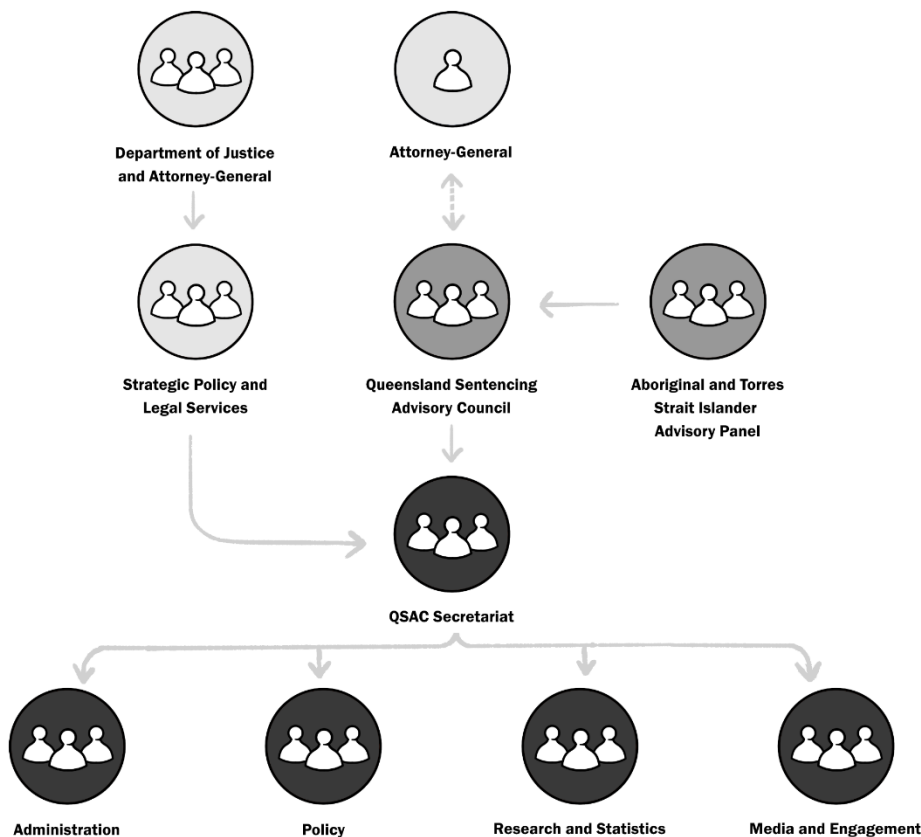 Department of Justice
and Attorney-General
Attorney-General
Strategic Policy and
Legal Services
Queensland Sentencing
Advisory Council
Aboriginal and Torres
Strait Islander
Advisory Panel
QSAC Secretariat
Administration
Policy
Research and Statistics
Media and Engagement